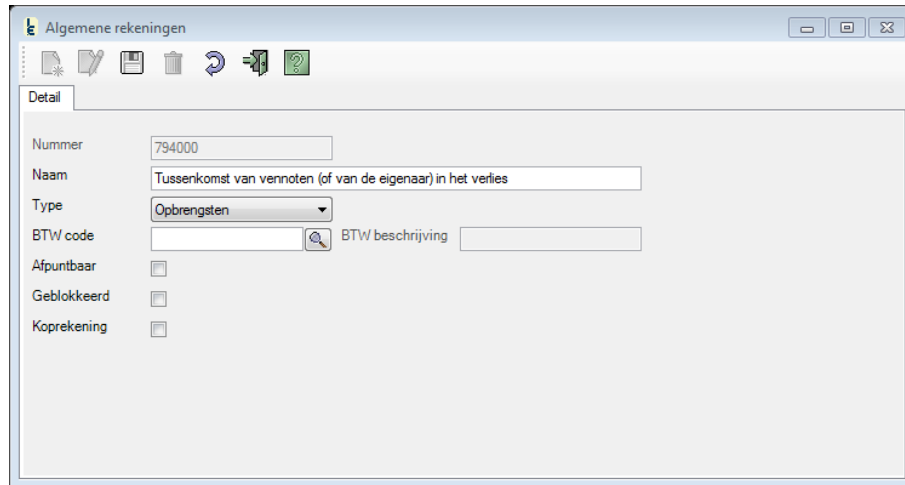 Algemene rekeningen
Detail
Nummer 794000
Naam Tussenkomst van vennoten (of van de eigenaar) in het verlies
Type Opbrengsten
BTW code BTW beschrijving
Afpuntbaar
Geblokkeerd
Koprekening